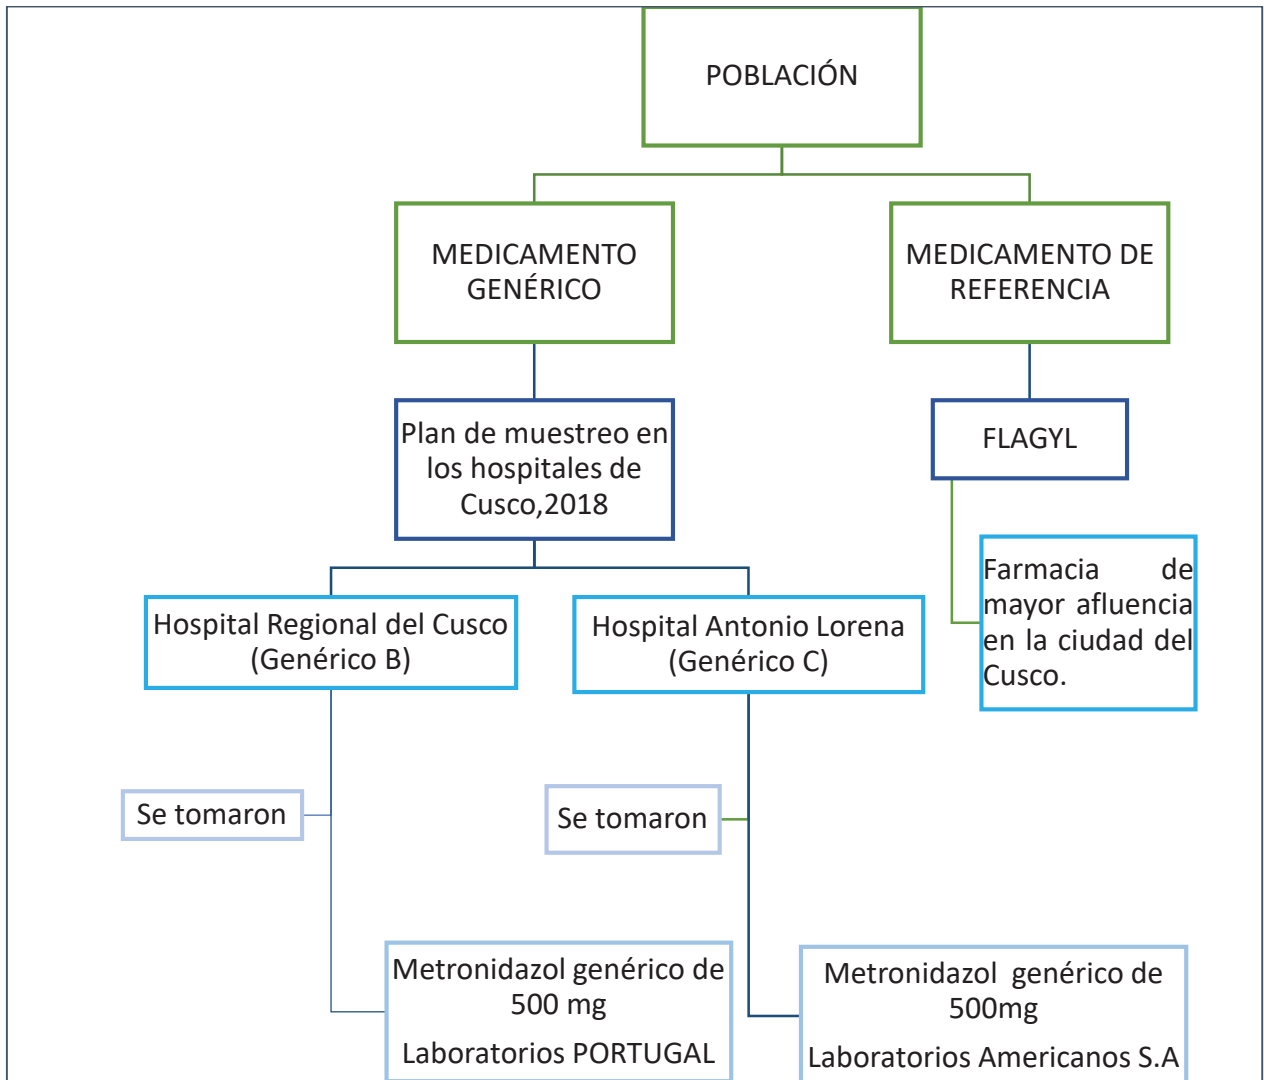 POBLACIÓN
MEDICAMENTO
GENÉRICO
MEDICAMENTO DE
REFERENCIA
Plan de muestreo en
los hospitales de
Cusco,2018
FLAGYL
Farmacia de
mayor afluencia
en la ciudad del
Cusco.
Hospital Regional del Cusco
(Genérico B)
Hospital Antonio Lorena
(Genérico C)
Se tomaron
Se tomaron
Metronidazol genérico de
500 mg
Laboratorios PORTUGAL
Metronidazol genérico de
500mg
Laboratorios Americanos S.A